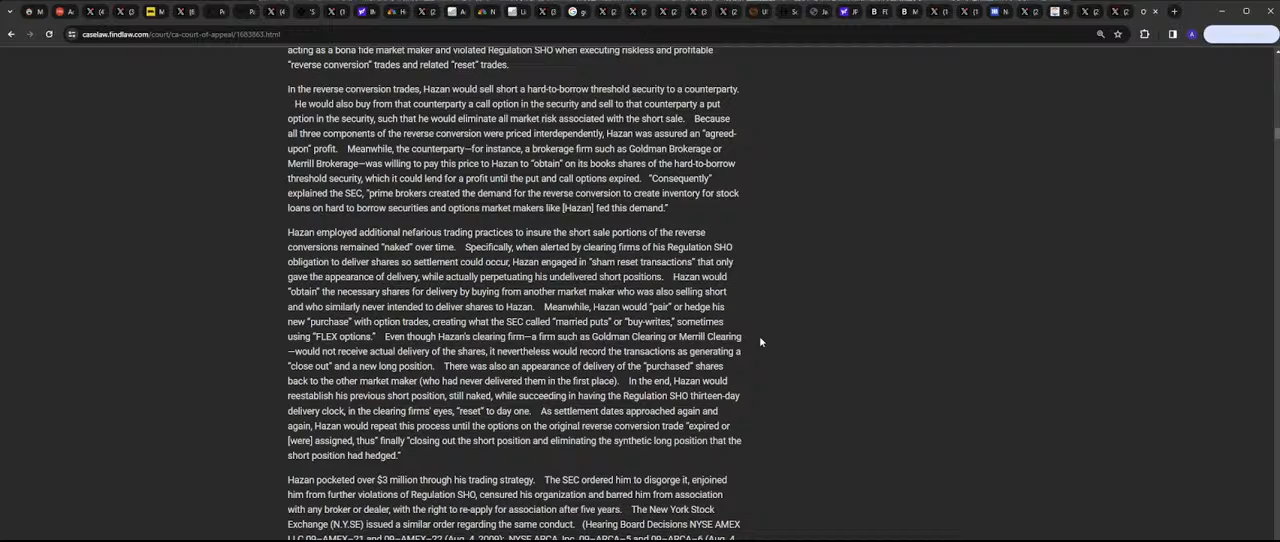 caselaw.findlaw.com/court/ca-court-of-appeal/1683863.html
acting as a bona fide market maker and violated Regulation SHO when executing riskless and profitable
“reverse conversion” trades and related “reset” trades.
In the reverse conversion trades, Hazan would sell short a hard-to-borrow threshold security to a counterparty.
He would also buy from that counterparty a call option in the security and sell to that counterparty a put
option in the security, such that he would eliminate all market risk associated with the short sale. Because
all three components of the reverse conversion were priced interdependently, Hazan was assured an “agreed-
upon” profit. Meanwhile, the counterparty—for instance, a brokerage firm such as Goldman Brokerage or
Merrill Brokerage—was willing to pay this price to Hazan to “obtain” on its books shares of the hard-to-borrow
threshold security, which it could lend for a profit until the put and call options expired. “Consequently”
explained the SEC, “prime brokers created the demand for the reverse conversion to create inventory for stock
loans on hard to borrow securities and options market makers like [Hazan] fed this demand.”
Hazan employed additional nefarious trading practices to insure the short sale portions of the reverse
conversions remained “naked” over time. Specifically, when alerted by clearing firms of his Regulation SHO
obligation to deliver shares so settlement could occur, Hazan engaged in “sham reset transactions” that only
gave the appearance of delivery, while actually perpetuating his undelivered short positions. Hazan would
“obtain” the necessary shares for delivery by buying from another market maker who was also selling short
and who similarly never intended to deliver shares to Hazan. Meanwhile, Hazan would “pair” or hedge his
new “purchase” with option trades, creating what the SEC called “married puts” or “buy-writes,” sometimes
using “FLEX options.” Even though Hazan's clearing firm—a firm such as Goldman Clearing or Merrill Clearing
—would not receive actual delivery of the shares, it nevertheless would record the transactions as generating a
“close out” and a new long position. There was also an appearance of delivery of the “purchased” shares
back to the other market maker (who had never delivered them in the first place). In the end, Hazan would
reestablish his previous short position, still naked, while succeeding in having the Regulation SHO thirteen-day
delivery clock, in the clearing firms' eyes, “reset” to day one. As settlement dates approached again and
again, Hazan would repeat this process until the options on the original reverse conversion trade “expired or
[were] assigned, thus” finally “closing out the short position and eliminating the synthetic long position that the
short position had hedged.”
Hazan pocketed over $3 million through his trading strategy. The SEC ordered him to disgorge it, enjoined
him from further violations of Regulation SHO, censured his organization and barred him from association
with any broker or dealer, with the right to re-apply for association after five years. The New York Stock
Exchange (N.Y.SE) issued a similar order regarding the same conduct. (Hearing Board Decisions NYSE AMEX
LLC 09–AMEX–21 and 09–AMEX–22 (Aug. 4, 2009); NYSE ARCA, Inc. 09–ARCA–5 and 09–ARCA–6 (Aug. 4,